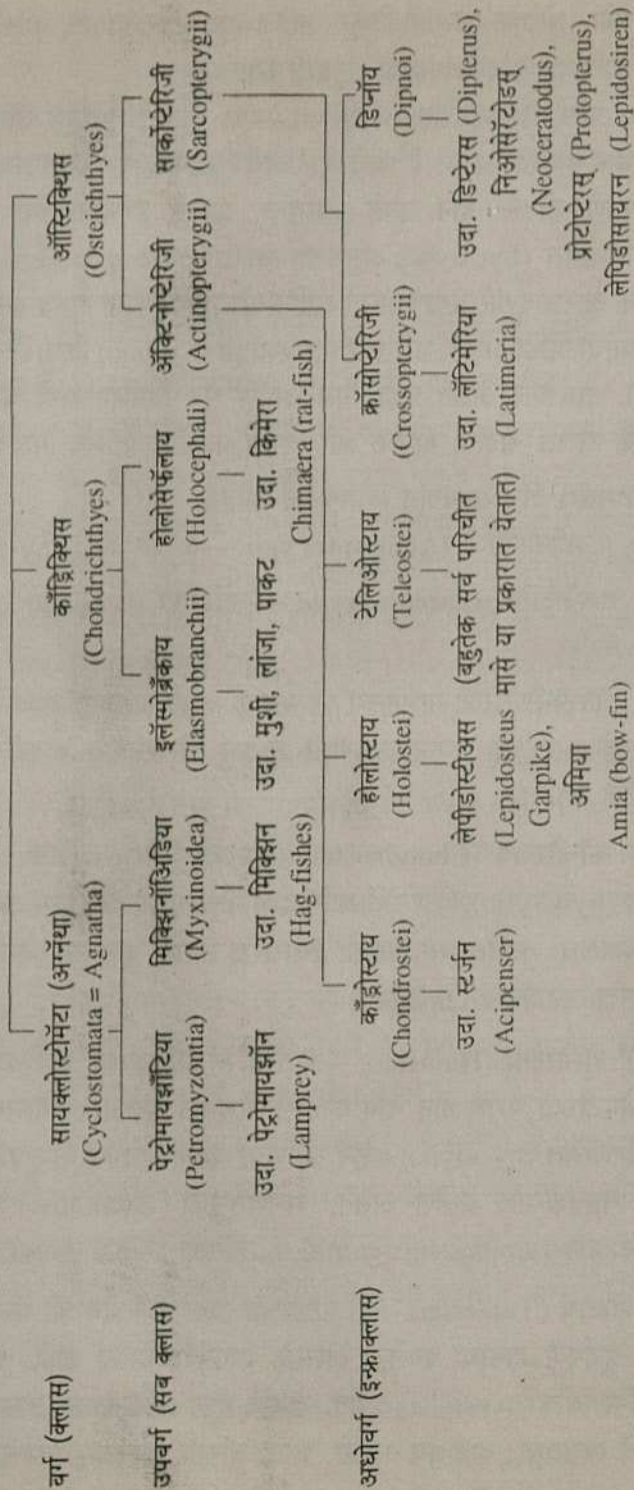 वर्ग (क्लास)
सायक्लोस्टोमॅटा (अग्नॅथा)
(Cyclostomata = Agnatha)
काँड्रिक्थिस
(Chondrichthyes)
ऑस्टिक्थिस
(Osteichthyes)
उपवर्ग (सब क्लास)
पेट्रोमायझाँटिया
(Petromyzontia)
उदा. पेट्रोमायझॉन
(Lamprey)
मिक्झिनॉअिडिया
(Myxinoidea)
उदा. मिक्झिन
(Hag-fishes)
इलॅस्मोब्रँकाय
(Elasmobranchii)
उदा. मुशी, लांजा, पाकट
होलोसेफॅलाय
(Holocephali)
उदा. किमेरा
Chimaera (rat-fish)
ॲक्टिनोप्टेरिजी
(Actinopterygii)
सार्कोप्टेरिजी
(Sarcopterygii)
अधोवर्ग (इन्फ्राक्लास)
काँड्रोस्टाय
(Chondrostei)
उदा. स्टर्जन
(Acipenser)
होलोस्टाय
(Holostei)
लेपीडोस्टीअस
(Lepidosteus
Garpike),
अमिया
Amia (bow-fin)
टेलिओस्टाय
(Teleostei)
(बहुतेक सर्व परिचीत
मासे या प्रकारात येतात)
क्रॉसोप्टेरिजी
(Crossopterygii)
उदा. लॅटिमेरिया
(Latimeria)
डिप्नॉय
(Dipnoi)
उदा. डिप्टेरस (Dipterus),
निओसेरॅटोडस्
(Neoceratodus),
प्रोटोप्टेरस् (Protopterus),
लेपिडोसायरन (Lepidosiren)